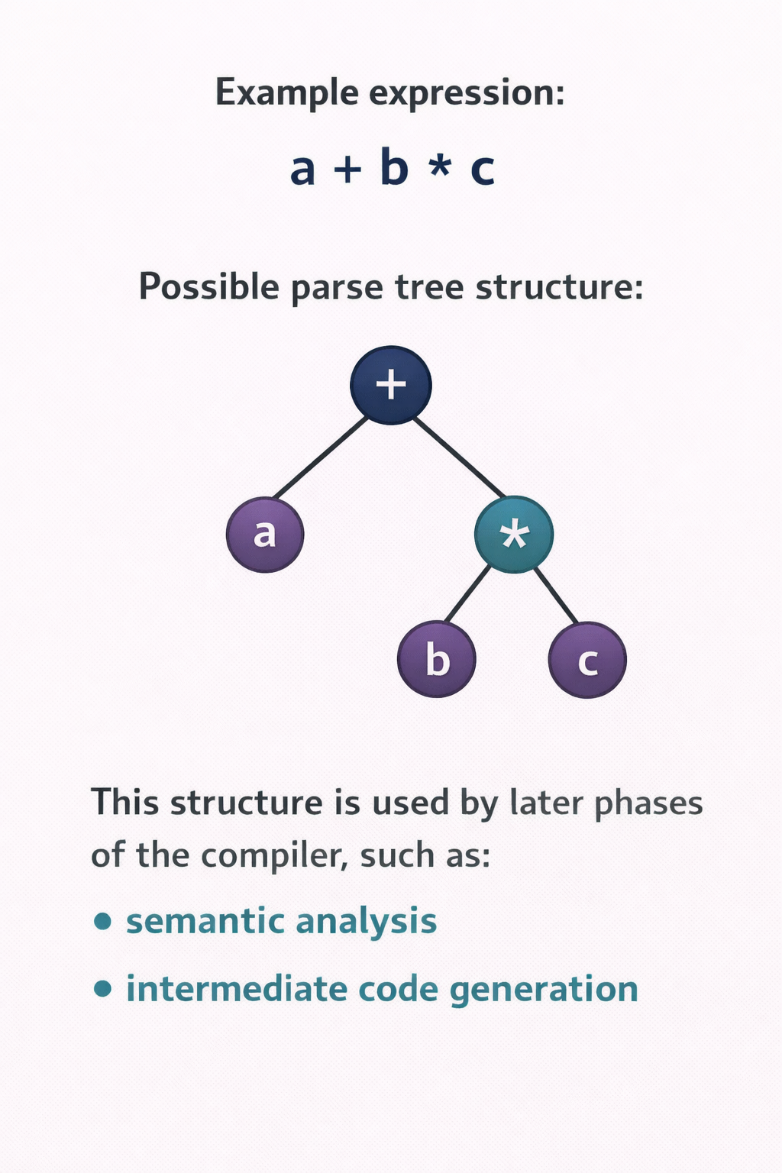 Example expression:
a + b * c
Possible parse tree structure:
+
a
*
b
c
This structure is used by later phases
of the compiler, such as:
• semantic analysis
• intermediate code generation